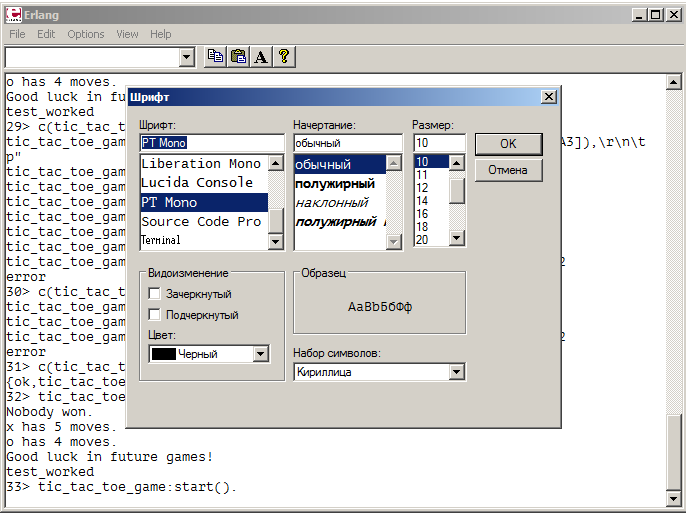 Erlang
File Edit Options View Help
o has 4 moves.
Good luck in fu
test_worked
29> c(tic_tac_t
tic_tac_toe_gam A3]),\r\n\t
p"
tic_tac_toe_gam
tic_tac_toe_gam
tic_tac_toe_gam
tic_tac_toe_gam
tic_tac_toe_gam
tic_tac_toe_gam 2
error
30> c(tic_tac_t
tic_tac_toe_gam
tic_tac_toe_gam
tic_tac_toe_gam 2
error
31> c(tic_tac_t
{ok,tic_tac_toe
32> tic_tac_toe
Nobody won.
x has 5 moves.
o has 4 moves.
Good luck in future games!
test_worked
33> tic_tac_toe_game:start().
Шрифт
Шрифт:
PT Mono
Liberation Mono
Lucida Console
PT Mono
Source Code Pro
Terminal
Начертание:
обычный
обычный
полужирный
наклонный
полужирный
Размер:
10
10
11
12
14
16
18
20
OK
Отмена
Видоизменение
Зачеркнутый
Подчеркнутый
Цвет:
Черный
Образец
АаBbБбФф
Набор символов:
Кириллица